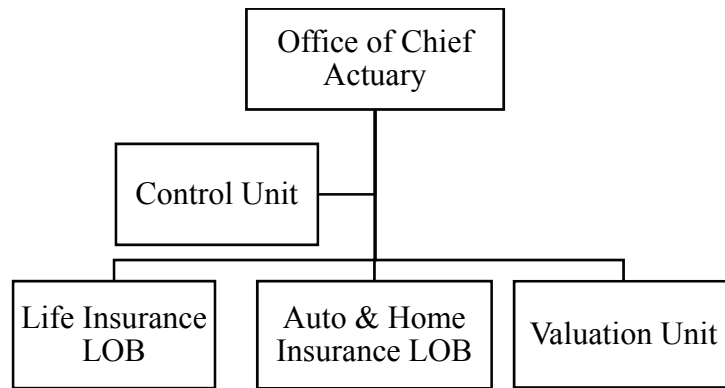 Office of Chief
Actuary
Control Unit
Life Insurance
LOB
Auto & Home
Insurance LOB
Valuation Unit